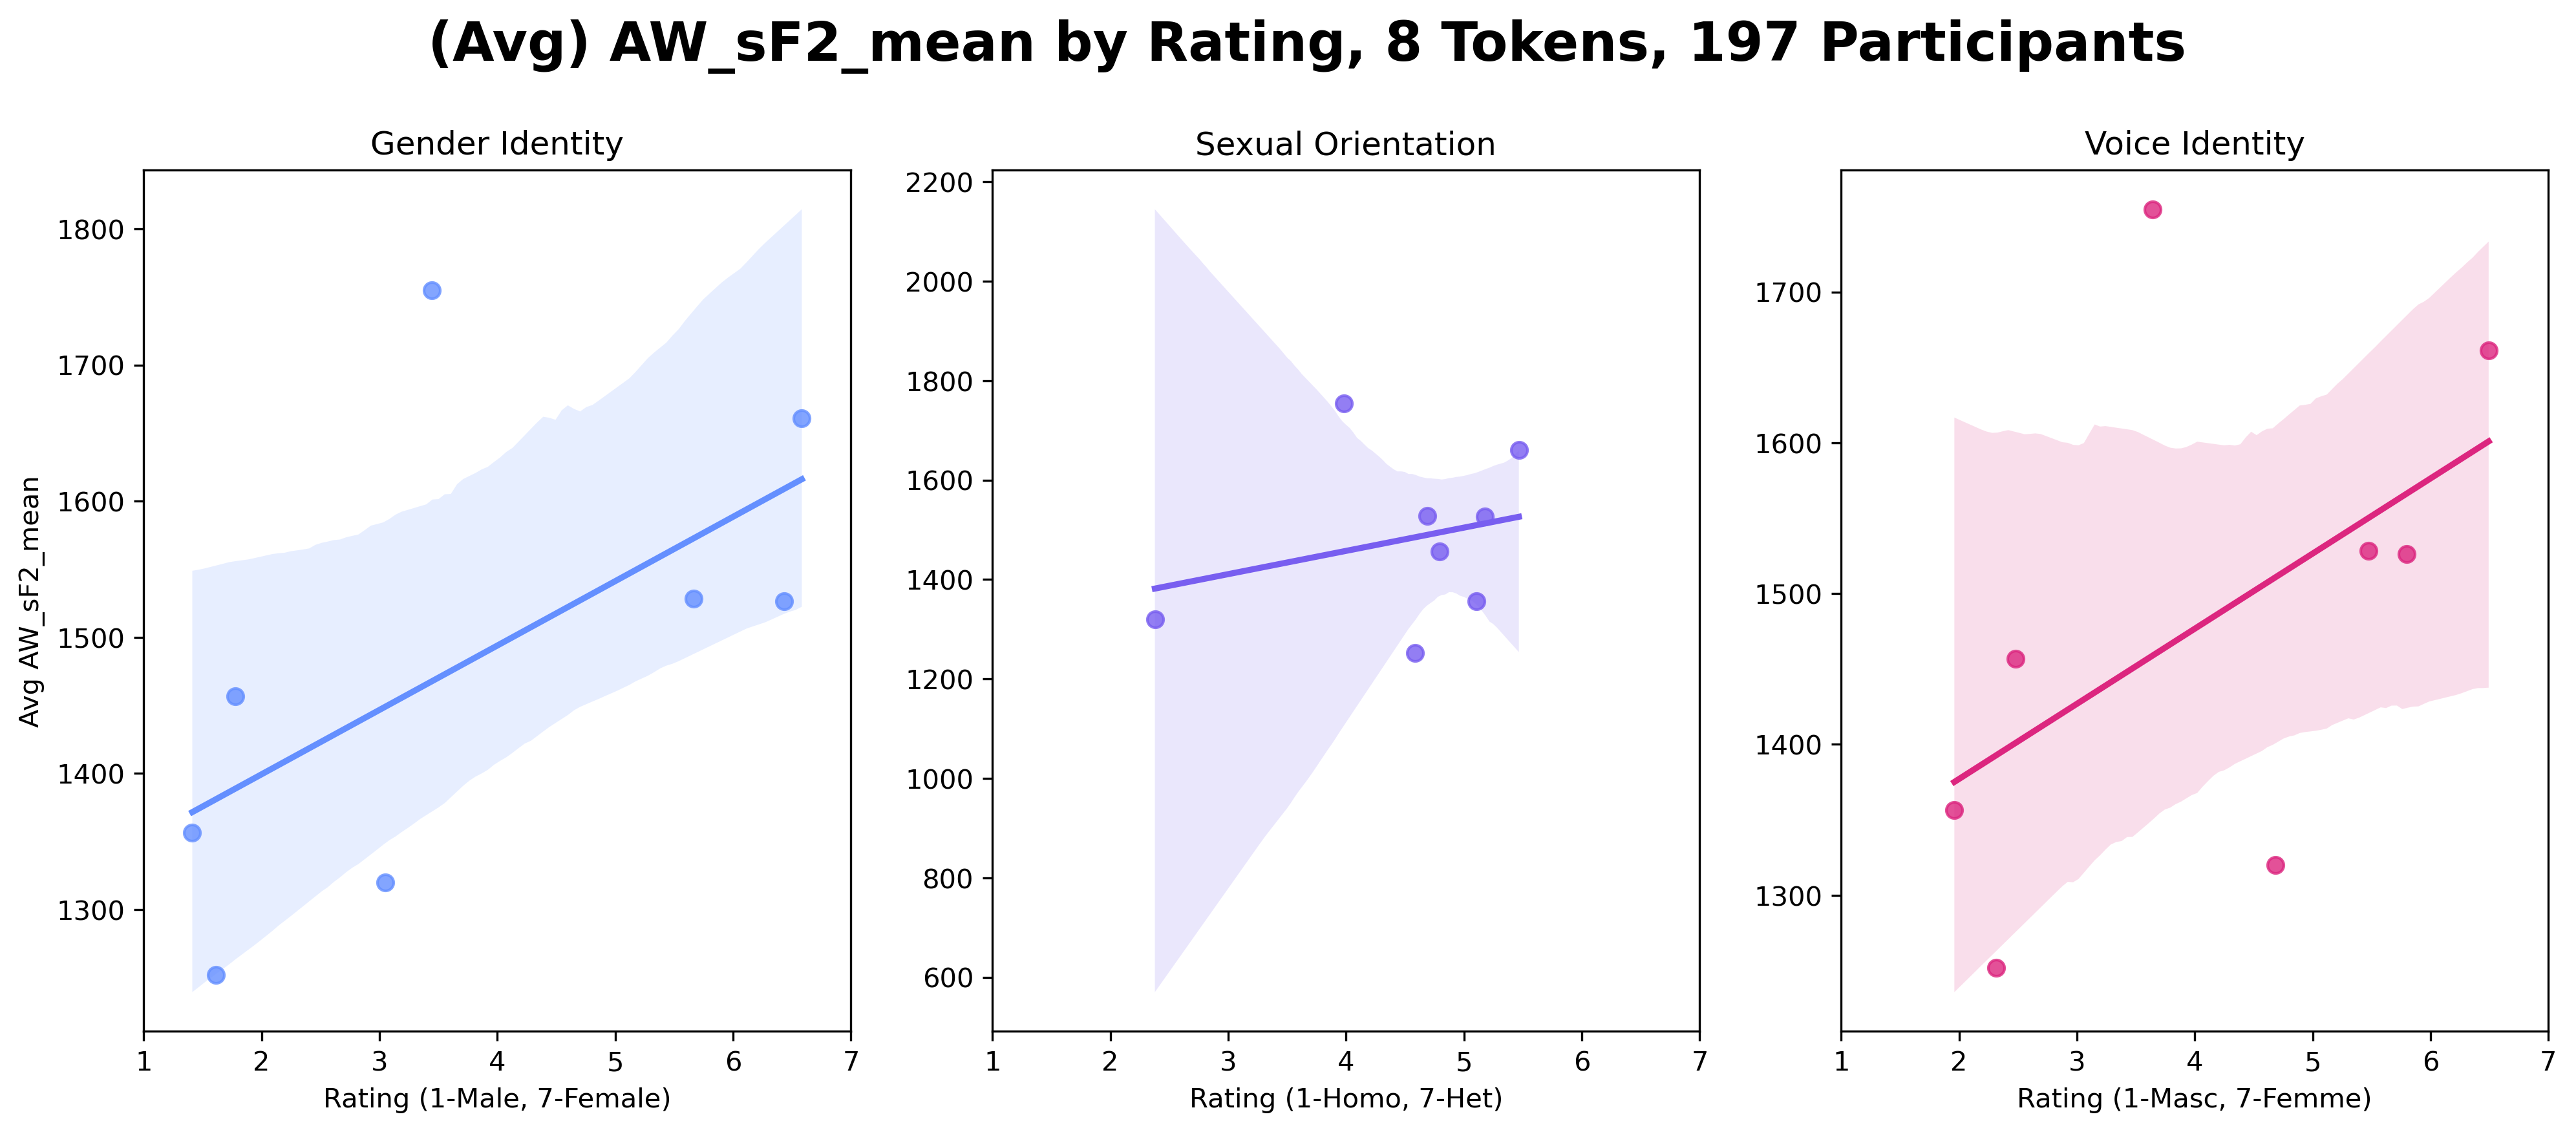 (Avg) AW_sF2_mean by Rating, 8 Tokens, 197 Participants
Gender Identity
Avg AW_sF2_mean
1800
1700
1600
1500
1400
1300
1 2 3 4 5 6 7
Rating (1-Male, 7-Female)
Sexual Orientation
2200
2000
1800
1600
1400
1200
1000
800
600
1 2 3 4 5 6 7
Rating (1-Homo, 7-Het)
Voice Identity
1700
1600
1500
1400
1300
1 2 3 4 5 6 7
Rating (1-Masc, 7-Femme)